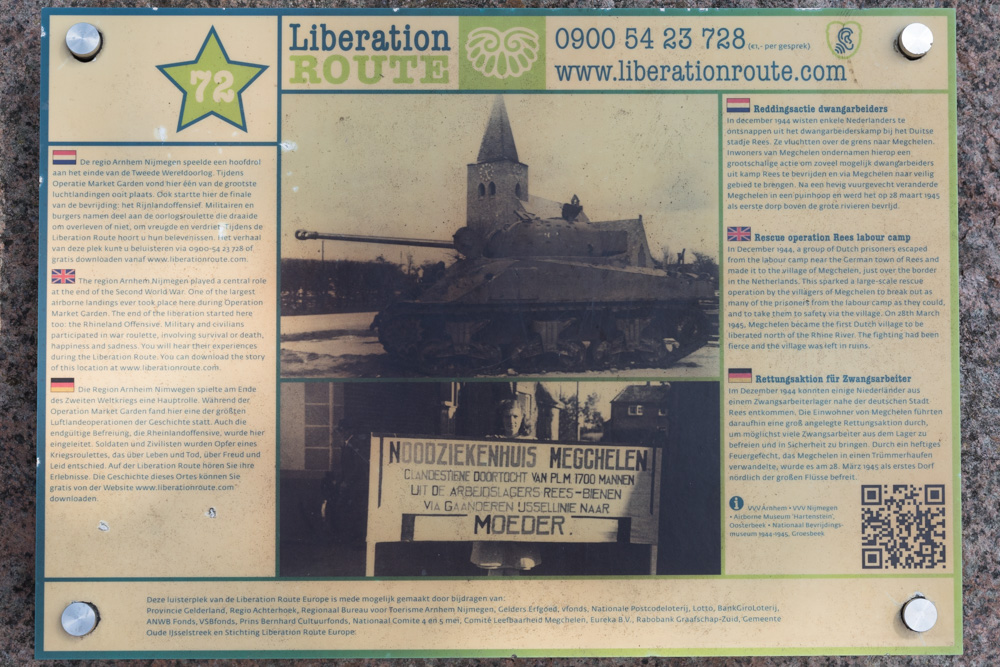 72
Liberation
ROUTE
0900 54 23 728 (€1,- per gesprek)
www.liberationroute.com
De regio Arnhem Nijmegen speelde een hoofdrol
aan het einde van de Tweede Wereldoorlog. Tijdens
Operatie Market Garden vond hier één van de grootste
luchtlandingen ooit plaats. Ook startte hier de finale
van de bevrijding: het Rijnlandoffensief. Militairen en
burgers namen deel aan de oorlogsroulette die draaide
om overleven of niet, om vreugde en verdriet. Tijdens de
Liberation Route hoort u hun belevenissen. Het verhaal
van deze plek kunt u beluisteren via 0900-54 23 728 of
gratis downloaden vanaf www.liberationroute.com.
The region Arnhem Nijmegen played a central role
at the end of the Second World War. One of the largest
airborne landings ever took place here during Operation
Market Garden. The end of the liberation started here
too: the Rhineland Offensive. Military and civilians
participated in war roulette, involving survival or death,
happiness and sadness. You will hear their experiences
during the Liberation Route. You can download the story
of this location at www.liberationroute.com.
Die Region Arnheim Nimwegen spielte am Ende
des Zweiten Weltkriegs eine Hauptrolle. Während der
Operation Market Garden fand hier eine der größten
Luftlandeoperationen der Geschichte statt. Auch die
endgültige Befreiung, die Rheinlandoffensive, wurde hier
eingeleitet. Soldaten und Zivilisten wurden Opfer eines
Kriegsroulettes, das über Leben und Tod, über Freud und
Leid entschied. Auf der Liberation Route hören Sie ihre
Erlebnisse. Die Geschichte dieses Ortes können Sie
gratis von der Website www.liberationroute.com
downloaden.
NOODZIEKENHUIS MEGCHELEN
CLANDESTIENE DOORTOCHT VAN PLM 1700 MANNEN
UIT DE ARBEIDSLAGERS REES-BIENEN
VIA GAANDEREN IJSSELLINIE NAAR
MOEDER.
Reddingsactie dwangarbeiders
In december 1944 wisten enkele Nederlanders te
ontsnappen uit het dwangarbeiderskamp bij het Duitse
stadje Rees. Ze vluchtten over de grens naar Megchelen.
Inwoners van Megchelen ondernamen hierop een
grootschalige actie om zoveel mogelijk dwangarbeiders
uit kamp Rees te bevrijden en via Megchelen naar veilig
gebied te brengen. Na een hevig vuurgevecht veranderde
Megchelen in een puinhoop en werd het op 28 maart 1945
als eerste dorp boven de grote rivieren bevrijd.
Rescue operation Rees labour camp
In December 1944, a group of Dutch prisoners escaped
from the labour camp near the German town of Rees and
made it to the village of Megchelen, just over the border
in the Netherlands. This sparked a large-scale rescue
operation by the villagers of Megchelen to break out as
many of the prisoners from the labour camp as they could,
and to take them to safety via the village. On 28th March
1945, Megchelen became the first Dutch village to be
liberated north of the Rhine River. The fighting had been
fierce and the village was left in ruins.
Rettungsaktion für Zwangsarbeiter
Im Dezember 1944 konnten einige Niederländer aus
einem Zwangsarbeiterlager nahe der deutschen Stadt
Rees entkommen. Die Einwohner von Megchelen führten
daraufhin eine groß angelegte Rettungsaktion durch,
um möglichst viele Zwangsarbeiter aus dem Lager zu
befreien und in Sicherheit zu bringen. Durch ein heftiges
Feuergefecht, das Megchelen in einen Trümmerhaufen
verwandelte, wurde es am 28. März 1945 als erstes Dorf
nördlich der großen Flüsse befreit.
i
• VVV Arnhem • VVV Nijmegen
• Airborne Museum 'Hartenstein',
Oosterbeek • Nationaal Bevrijdings-
museum 1944-1945, Groesbeek
Deze luisterplek van de Liberation Route Europe is mede mogelijk gemaakt door bijdragen van:
Provincie Gelderland, Regio Achterhoek, Regionaal Bureau voor Toerisme Arnhem Nijmegen, Gelders Erfgoed, vfonds, Nationale Postcodeloterij, Lotto, BankGiroLoterij,
ANWB Fonds, VSBfonds, Prins Bernhard Cultuurfonds, Nationaal Comite 4 en 5 mei, Comité Leefbaarheid Megchelen, Eureka B.V., Rabobank Graafschap-Zuid, Gemeente
Oude IJsselstreek en Stichting Liberation Route Europe.